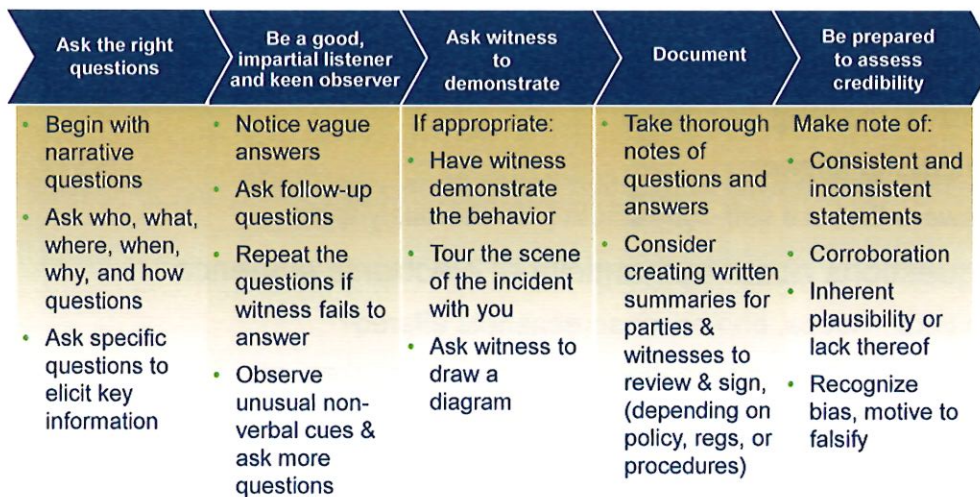 Ask the right
questions
Be a good,
impartial listener
and keen observer
Ask witness
to
demonstrate
Document
Be prepared
to assess
credibility
• Begin with
narrative
questions
• Ask who, what,
where, when,
why, and how
questions
• Ask specific
questions to
elicit key
information
• Notice vague
answers
• Ask follow-up
questions
• Repeat the
questions if
witness fails to
answer
• Observe
unusual non-
verbal cues &
ask more
questions
If appropriate:
• Have witness
demonstrate
the behavior
• Tour the scene
of the incident
with you
• Ask witness to
draw a
diagram
• Take thorough
notes of
questions and
answers
• Consider
creating written
summaries for
parties &
witnesses to
review & sign,
(depending on
policy, regs, or
procedures)
Make note of:
• Consistent and
inconsistent
statements
• Corroboration
• Inherent
plausibility or
lack thereof
• Recognize
bias, motive to
falsify